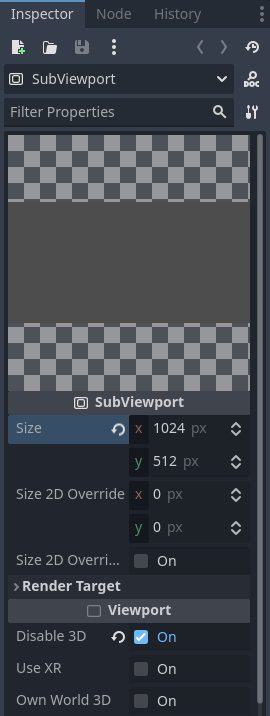 Inspector Node History
SubViewport DOC
Filter Properties
SubViewport
Size x 1024 px
y 512 px
Size 2D Override x 0 px
y 0 px
Size 2D Overri... On
Render Target
Viewport
Disable 3D On
Use XR On
Own World 3D On